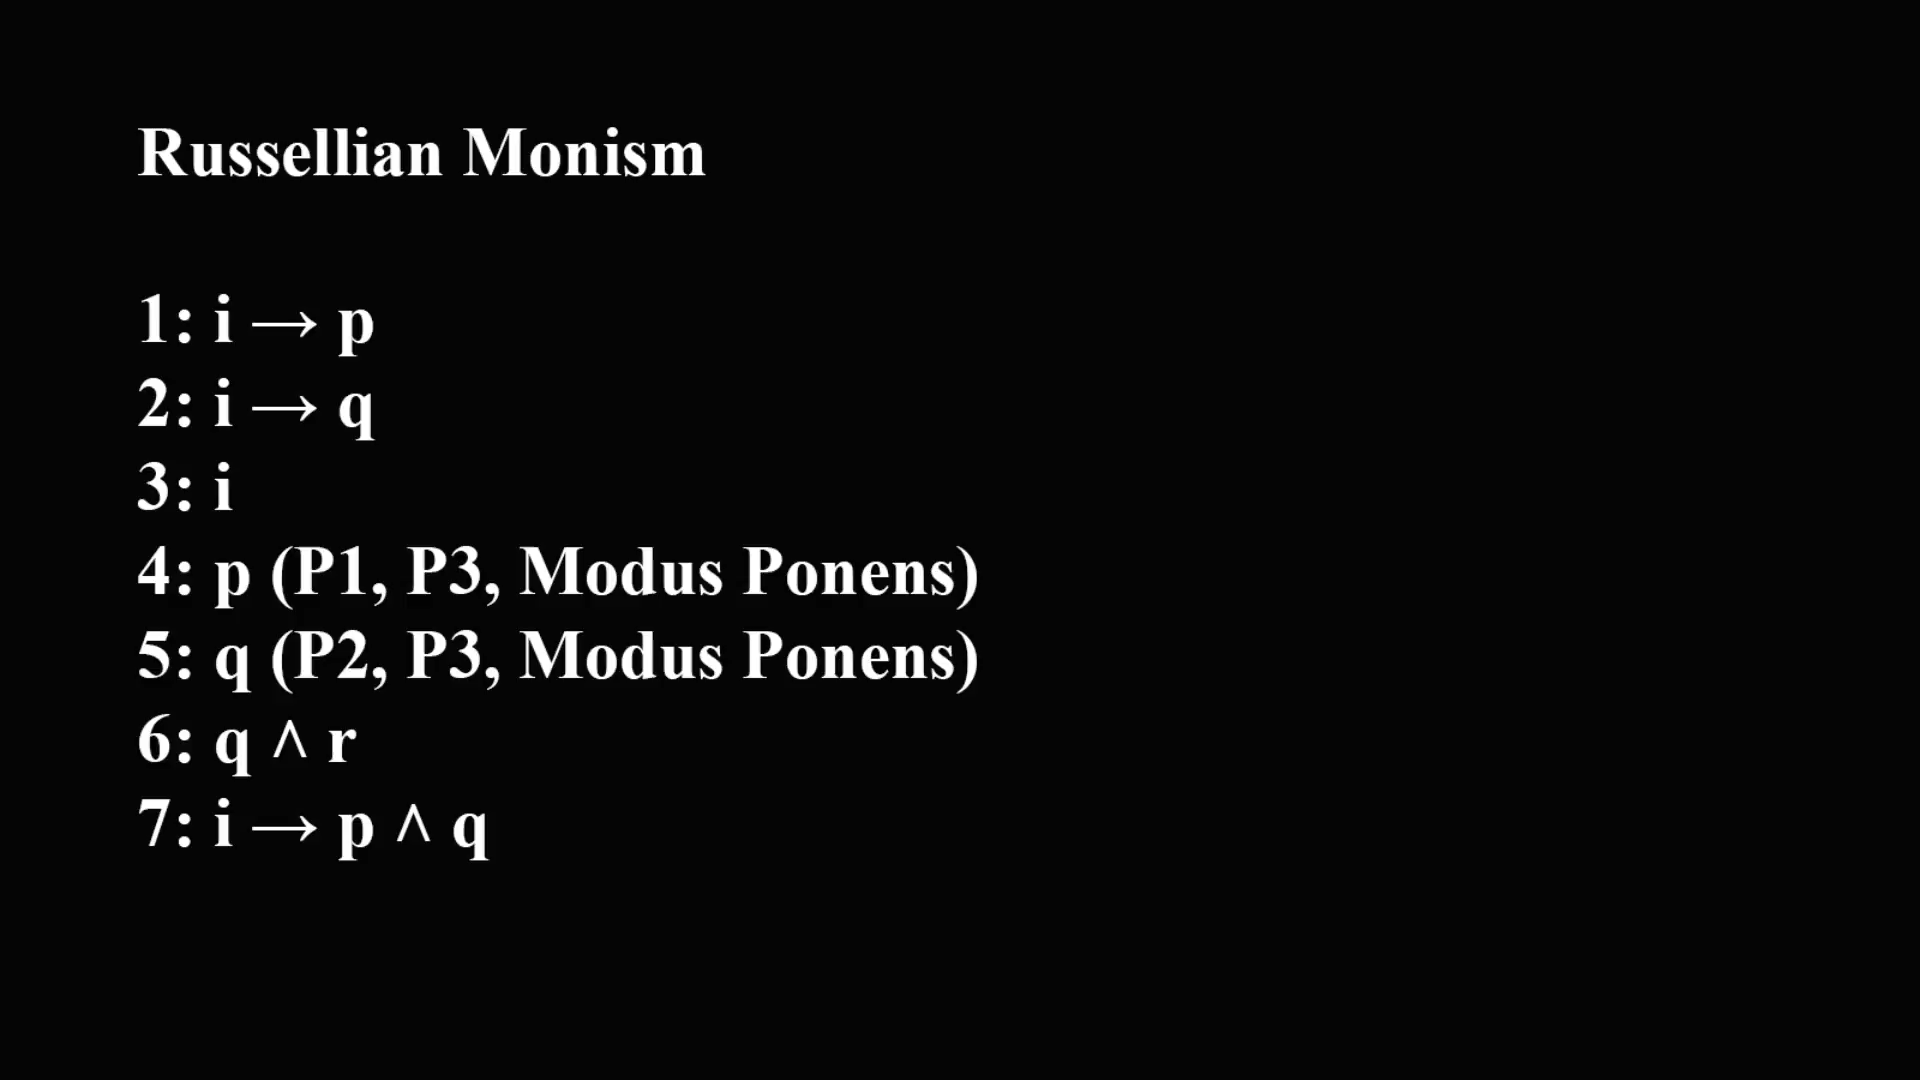 Russellian Monism
1: i → p
2: i → q
3: i
4: p (P1, P3, Modus Ponens)
5: q (P2, P3, Modus Ponens)
6: q ^ r
7: i → p ^ q